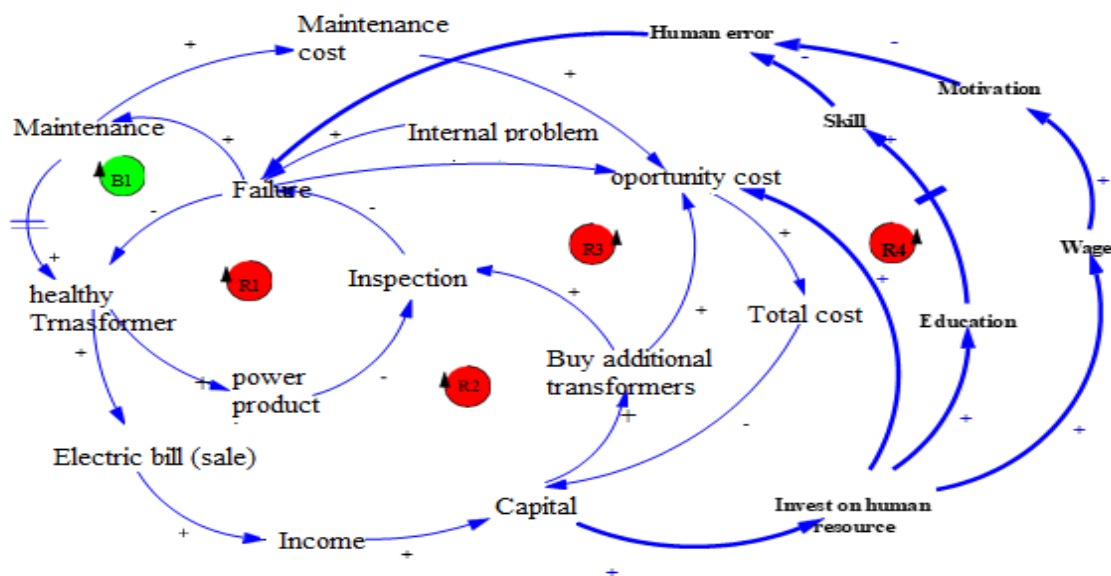 Maintenance
cost
Human error
Motivation
Maintenance
Internal problem
Skill
B1
Failure
oportunity cost
R3
R4
Wage
R1
Inspection
healthy
Trnasformer
Total cost
Education
Buy additional
transformers
power
product
R2
Electric bill (sale)
Capital
Invest on human
resource
Income
+
+
-
-
+
+
+
-
-
+
+
+
+
+
+
+
+
-
+
-
+
+
+
+
+
+